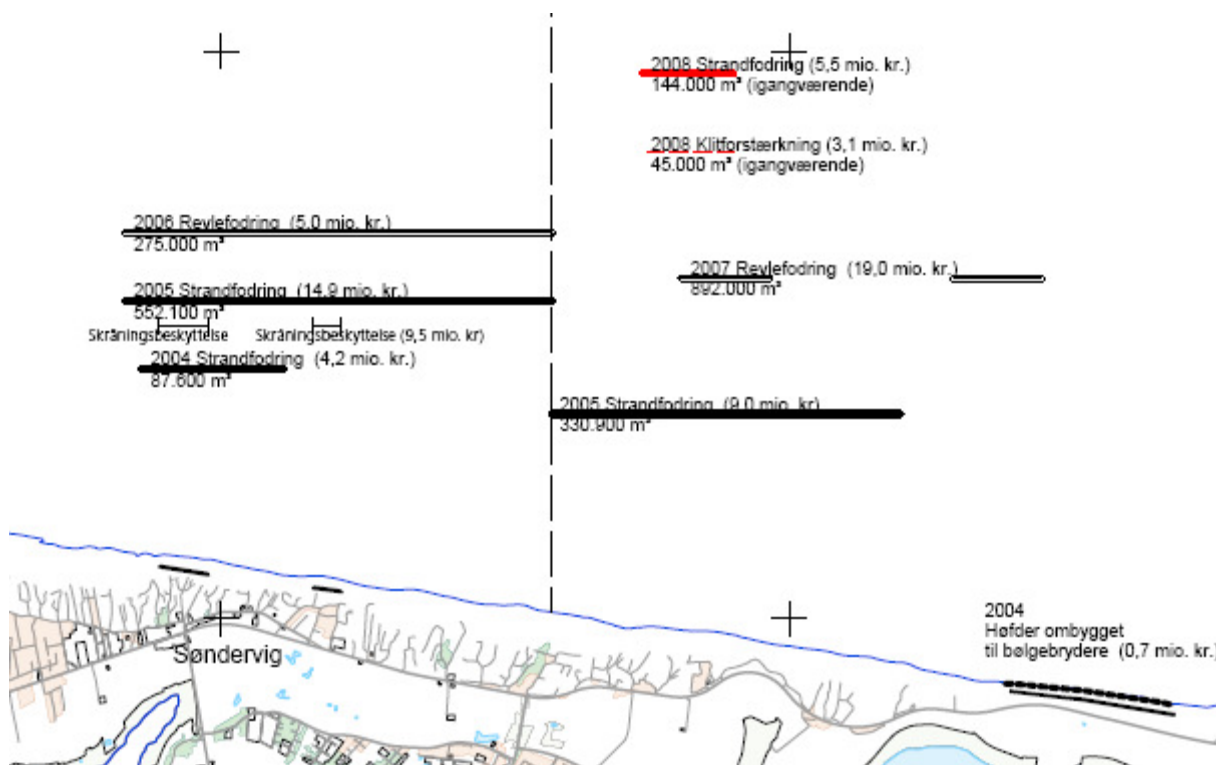 2008 Strandfodring (5,5 mio. kr.)
144.000 m³ (igangværende)
2008 Klitforstærkning (3,1 mio. kr.)
45.000 m³ (igangværende)
2006 Revlefodring (5,0 mio. kr.)
275.000 m³
2007 Revlefodring (19,0 mio. kr.)
892.000 m³
2005 Strandfodring (14,9 mio. kr.)
552.100 m³
Skråningsbeskyttelse
Skråningsbeskyttelse (9,5 mio. kr)
2004 Strandfodring (4,2 mio. kr.)
87.600 m³
2005 Strandfodring (9,0 mio. kr)
330.900 m³
2004
Høfder ombygget
til bølgebrydere (0,7 mio. kr.)
Søndervig